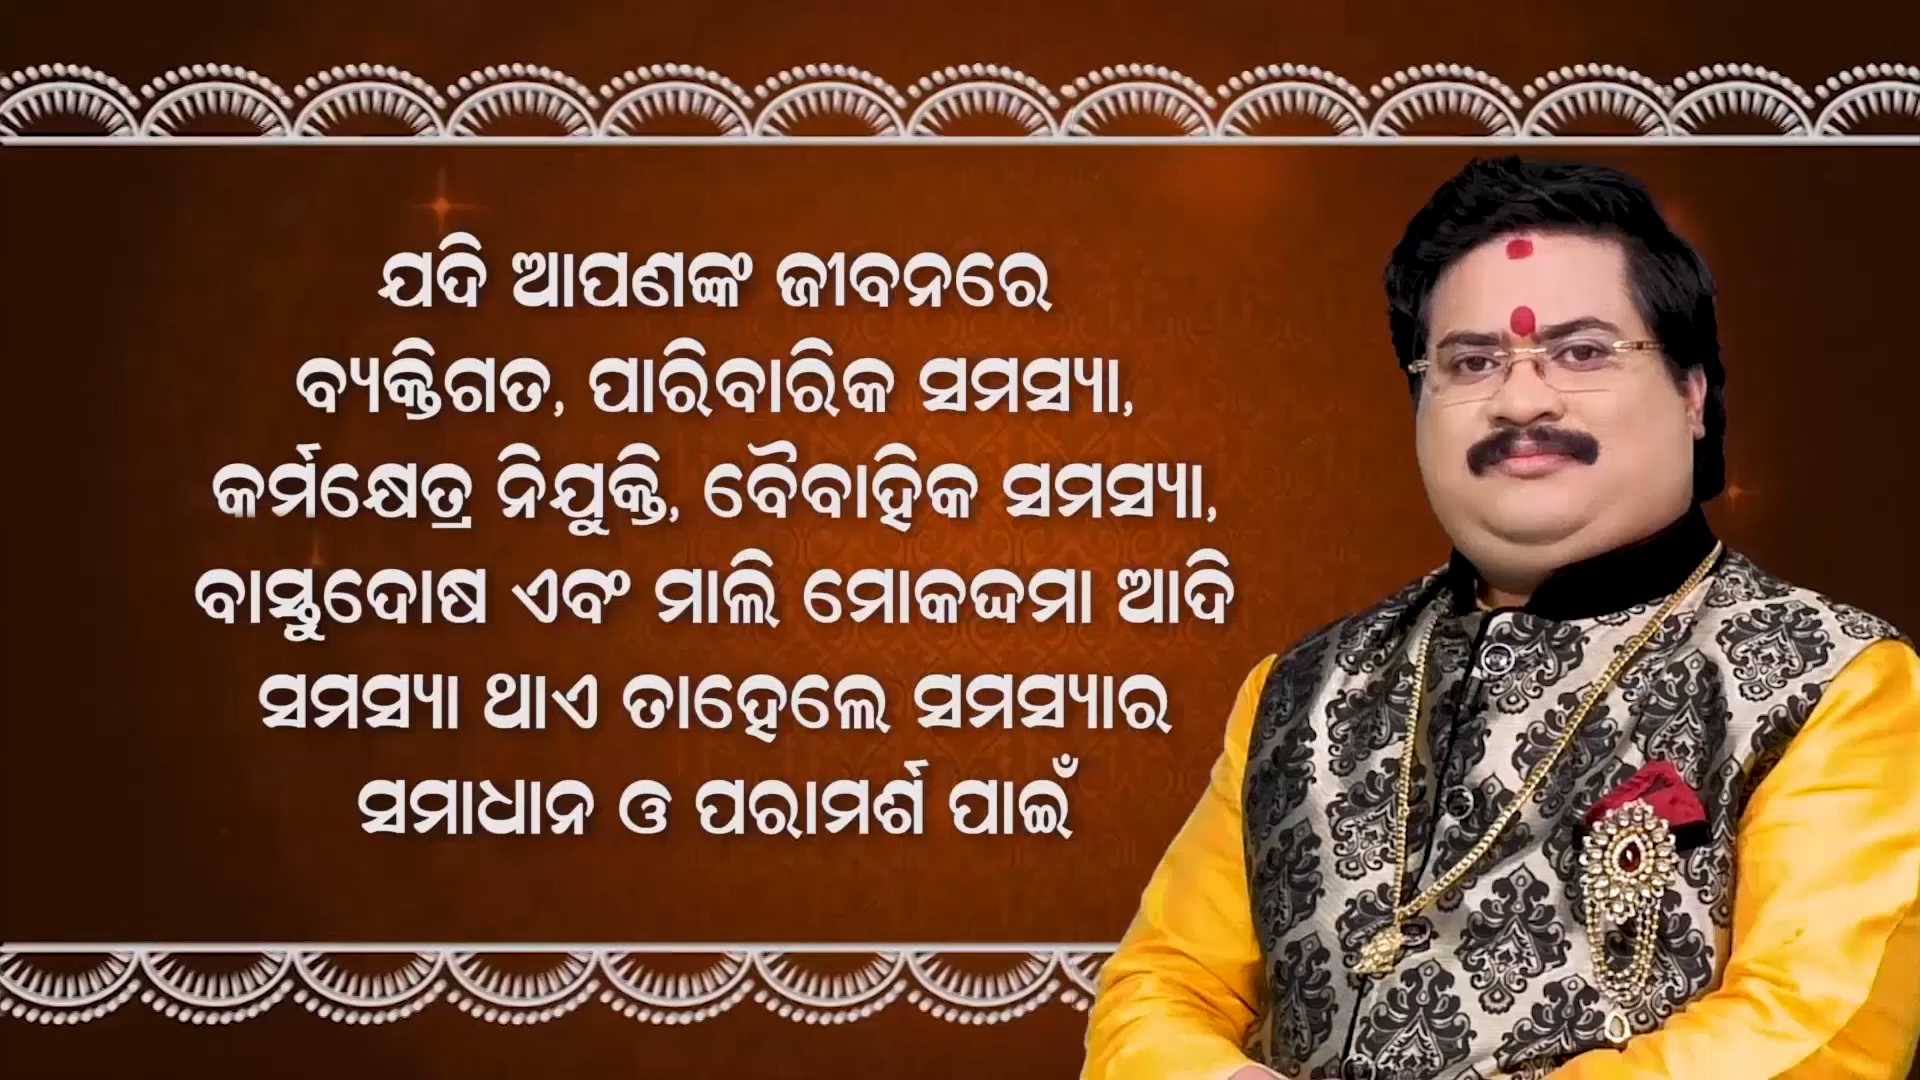 ଯଦି ଆପଣଙ୍କ ଜୀବନରେ
ବ୍ୟକ୍ତିଗତ, ପାରିବାରିକ ସମସ୍ୟା,
କର୍ମକ୍ଷେତ୍ର ନିଯୁକ୍ତି, ବୈବାହିକ ସମସ୍ୟା,
ବାସ୍ତୁଦୋଷ ଏବଂ ମାଲି ମୋକଦ୍ଦମା ଆଦି
ସମସ୍ୟା ଥାଏ ତାହେଲେ ସମସ୍ୟାର
ସମାଧାନ ଓ ପରାମର୍ଶ ପାଇଁ